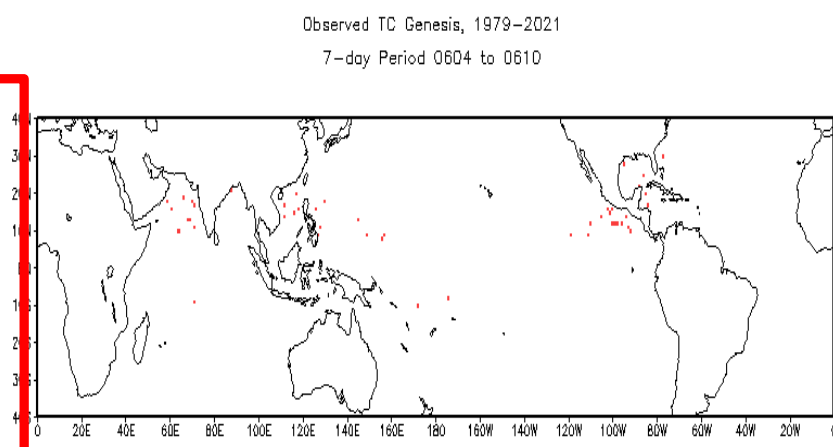 Observed TC Genesis, 1979–2021
7–day Period 0604 to 0610
0 20E 40E 60E 80E 100E 120E 140E 160E 180 160W 140W 120W 100W 80W 60W 40W 20W